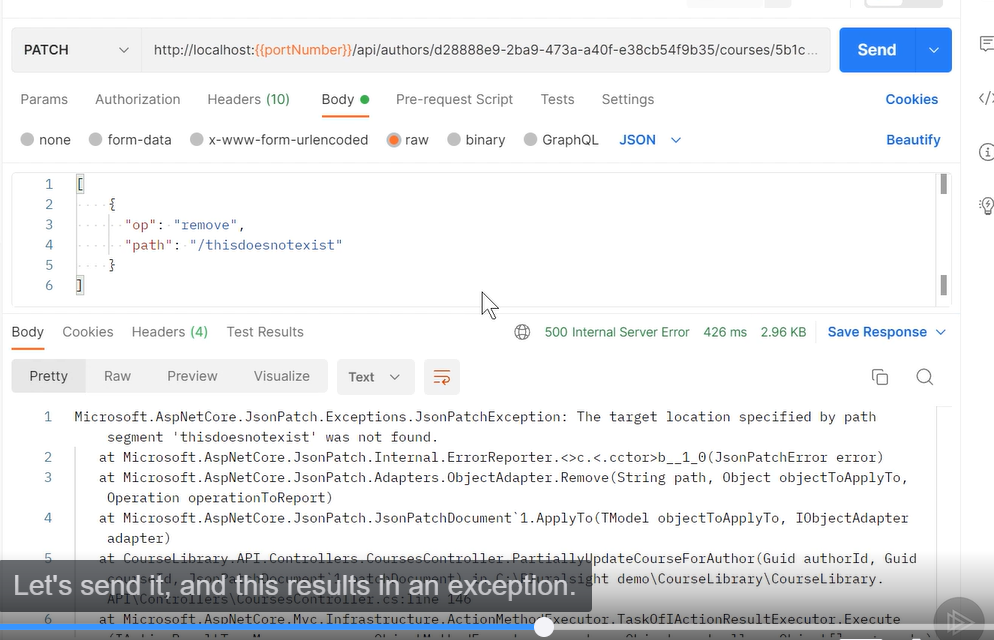 PATCH http://localhost:{{portNumber}}/api/authors/d28888e9-2ba9-473a-a40f-e38cb54f9b35/courses/5b1c... Send
Params Authorization Headers (10) Body Pre-request Script Tests Settings Cookies
none form-data x-www-form-urlencoded raw binary GraphQL JSON Beautify
1 [
2 {
3 "op": "remove",
4 "path": "/thisdoesnotexist"
5 }
6 ]
Body Cookies Headers (4) Test Results 500 Internal Server Error 426 ms 2.96 KB Save Response
Pretty Raw Preview Visualize Text
1 Microsoft.AspNetCore.JsonPatch.Exceptions.JsonPatchException: The target location specified by path
segment 'thisdoesnotexist' was not found.
2 at Microsoft.AspNetCore.JsonPatch.Internal.ErrorReporter.<>c.<.cctor>b__1_0(JsonPatchError error)
3 at Microsoft.AspNetCore.JsonPatch.Adapters.ObjectAdapter.Remove(String path, Object objectToApplyTo,
Operation operationToReport)
4 at Microsoft.AspNetCore.JsonPatch.JsonPatchDocument`1.ApplyTo(TModel objectToApplyTo, IObjectAdapter
adapter)
5 at CourseLibrary.API.Controllers.CoursesController.PartiallyUpdateCourseForAuthor(Guid authorId, Guid
courseId, JsonPatchDocument`1 patchDocument) in C:\Pluralsight demo\CourseLibrary\CourseLibrary.
API\Controllers\CoursesController.cs:line 146
Let's send it, and this results in an exception.
6 at Microsoft.AspNetCore.Mvc.Infrastructure.ActionMethodExecutor.TaskOfIActionResultExecutor.Execute